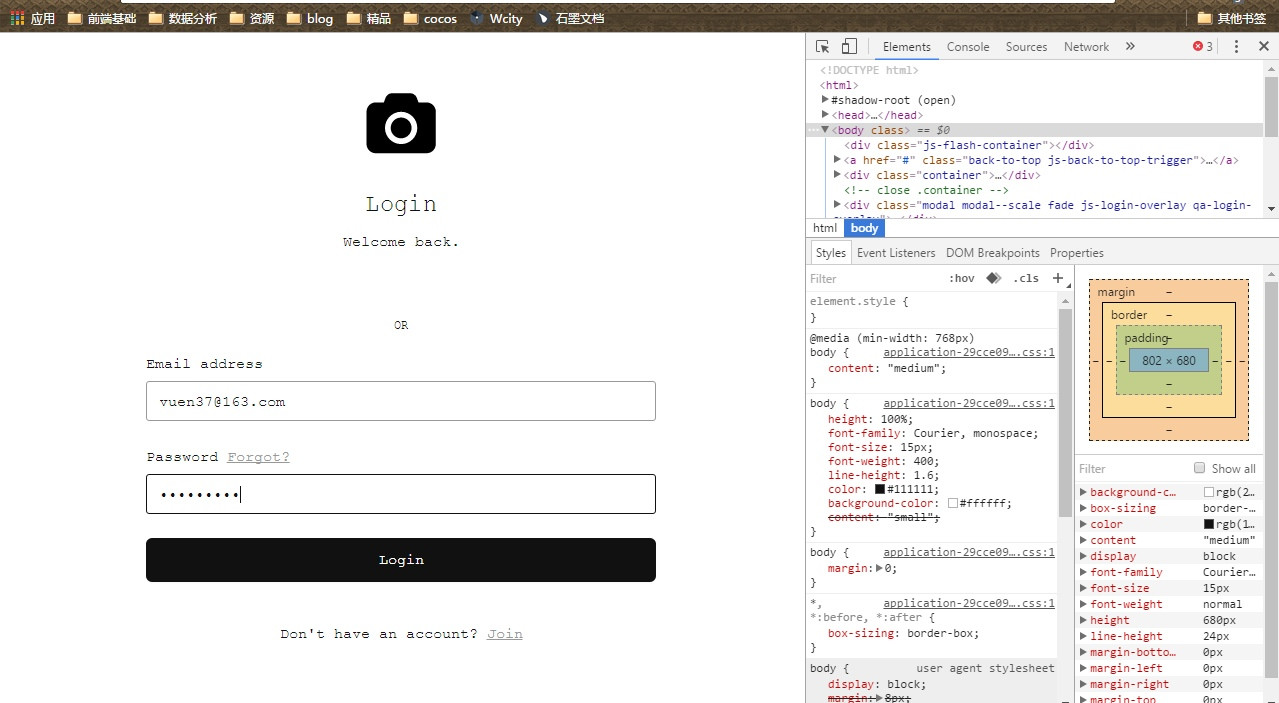 应用 前端基础 数据分析 资源 blog 精品 cocos Wcity 石墨文档 其他书签
Login
Welcome back.
OR
Email address
vuen37@163.com
Password Forgot?
•••••••••
Login
Don't have an account? Join
Elements Console Sources Network » 3
<!DOCTYPE html>
<html>
#shadow-root (open)
<head>…</head>
<body class> == $0
<div class="js-flash-container"></div>
<a href="#" class="back-to-top js-back-to-top-trigger">…</a>
<div class="container">…</div>
<!-- close .container -->
<div class="modal modal--scale fade js-login-overlay qa-login-
overlay">…</div>
html body
Styles Event Listeners DOM Breakpoints Properties
Filter :hov .cls +
element.style {
}
@media (min-width: 768px)
body { application-29cce09….css:1
content: "medium";
}
body { application-29cce09….css:1
height: 100%;
font-family: Courier, monospace;
font-size: 15px;
font-weight: 400;
line-height: 1.6;
color: #111111;
background-color: #ffffff;
content: "small";
}
body { application-29cce09….css:1
margin: 0;
}
*, application-29cce09….css:1
*:before, *:after {
box-sizing: border-box;
}
body { user agent stylesheet
display: block;
margin: 8px;
margin –
border –
padding –
– – – 802 × 680 – – –
–
–
–
Filter Show all
background-c… rgb(2…
box-sizing border-…
color rgb(1…
content "medium"
display block
font-family Courier…
font-size 15px
font-weight normal
height 680px
line-height 24px
margin-botto… 0px
margin-left 0px
margin-right 0px
margin-top 0px